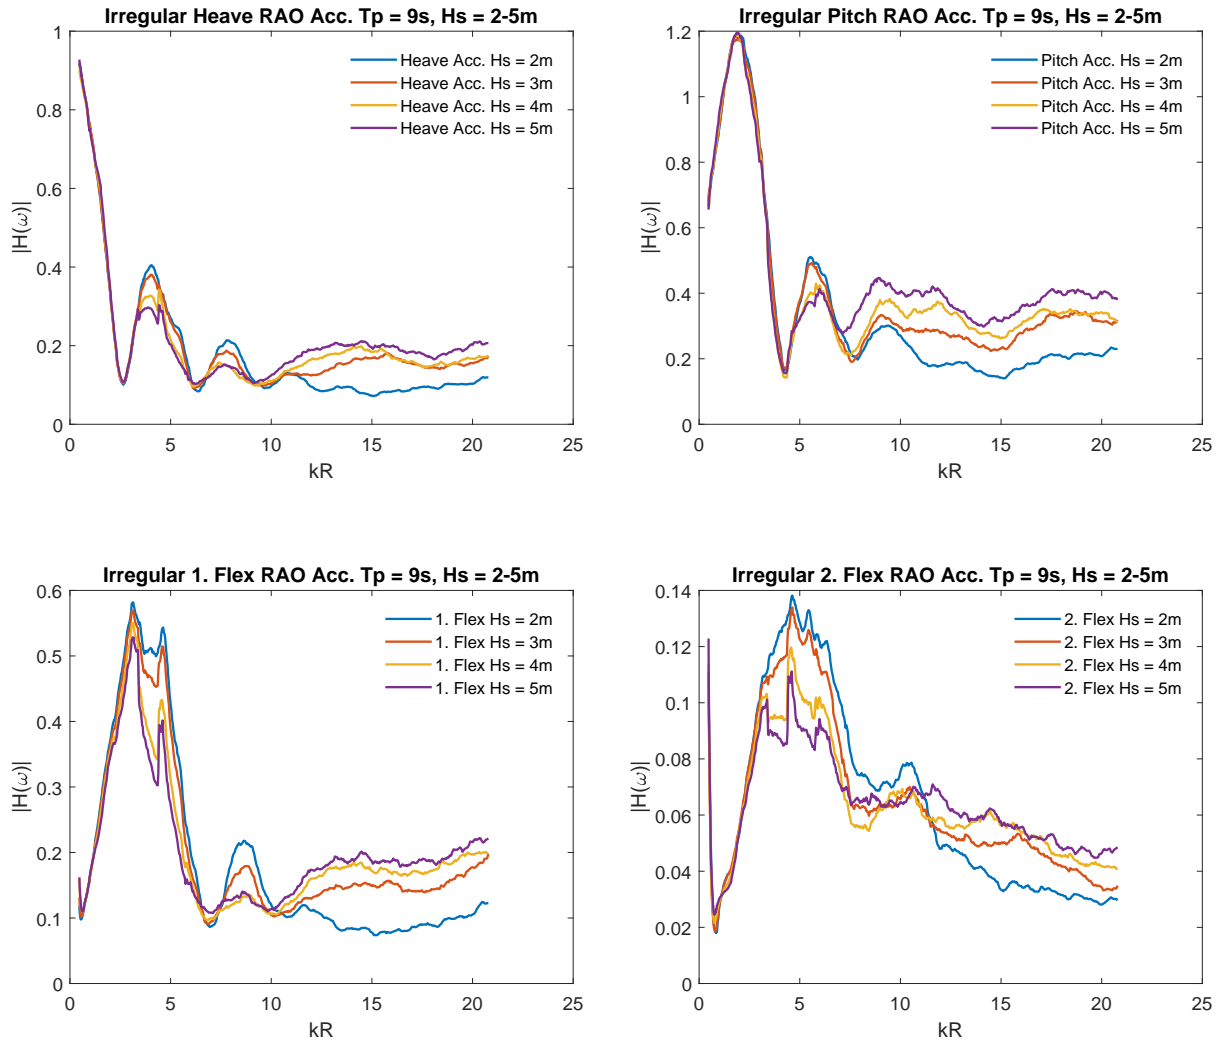 Irregular Heave RAO Acc. Tp = 9s, Hs = 2-5m
1
0.8
0.6
0.4
0.2
0
|H(ω)|
Heave Acc. Hs = 2m
Heave Acc. Hs = 3m
Heave Acc. Hs = 4m
Heave Acc. Hs = 5m
0 5 10 15 20 25
kR
Irregular Pitch RAO Acc. Tp = 9s, Hs = 2-5m
1.2
1
0.8
0.6
0.4
0.2
0
|H(ω)|
Pitch Acc. Hs = 2m
Pitch Acc. Hs = 3m
Pitch Acc. Hs = 4m
Pitch Acc. Hs = 5m
0 5 10 15 20 25
kR
Irregular 1. Flex RAO Acc. Tp = 9s, Hs = 2-5m
0.6
0.5
0.4
0.3
0.2
0.1
0
|H(ω)|
1. Flex Hs = 2m
1. Flex Hs = 3m
1. Flex Hs = 4m
1. Flex Hs = 5m
0 5 10 15 20 25
kR
Irregular 2. Flex RAO Acc. Tp = 9s, Hs = 2-5m
0.14
0.12
0.1
0.08
0.06
0.04
0.02
0
|H(ω)|
2. Flex Hs = 2m
2. Flex Hs = 3m
2. Flex Hs = 4m
2. Flex Hs = 5m
0 5 10 15 20 25
kR